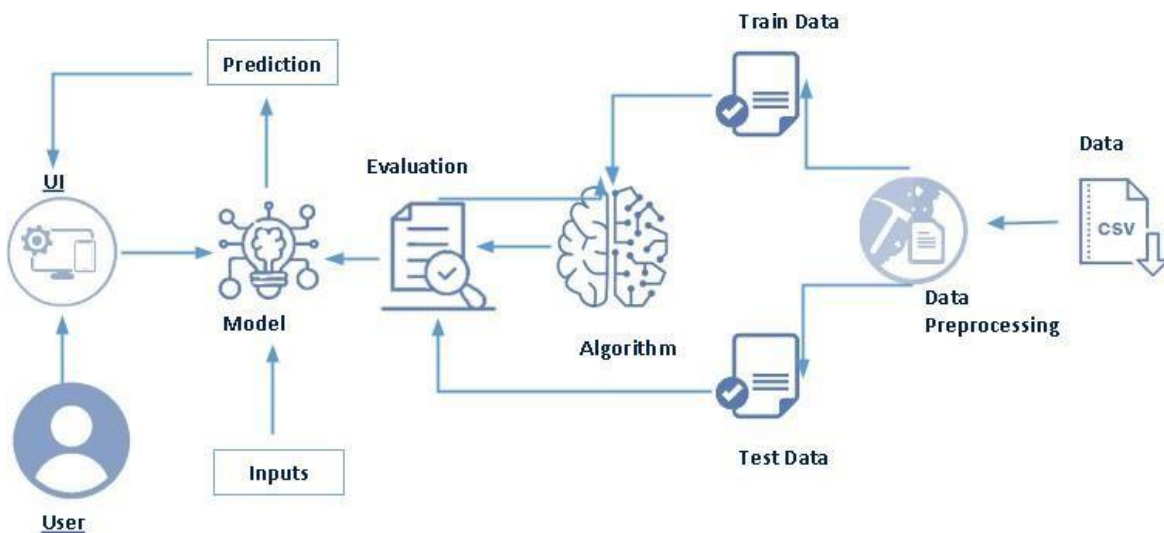 Train Data
Prediction
Data
Evaluation
UI
CSV
Model
Data
Preprocessing
Algorithm
Inputs
Test Data
User